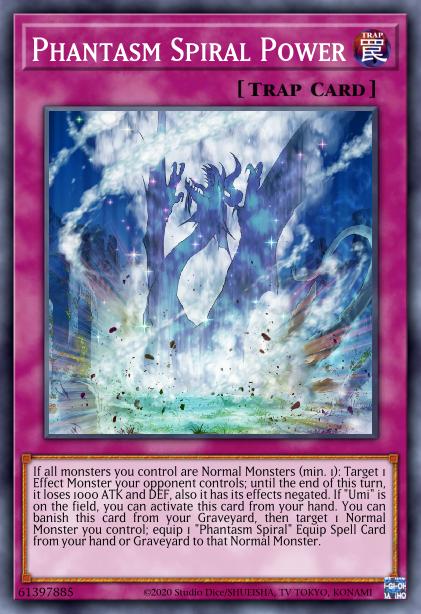 PHANTASM SPIRAL POWER
TRAP
罠
[TRAP CARD]
If all monsters you control are Normal Monsters (min. 1): Target 1
Effect Monster your opponent controls; until the end of this turn,
it loses 1000 ATK and DEF, also it has its effects negated. If "Umi" is
on the field, you can activate this card from your hand. You can
banish this card from your Graveyard, then target 1 Normal
Monster you control; equip 1 "Phantasm Spiral" Equip Spell Card
from your hand or Graveyard to that Normal Monster.
61397885
©2020 Studio Dice/SHUEISHA, TV TOKYO, KONAMI